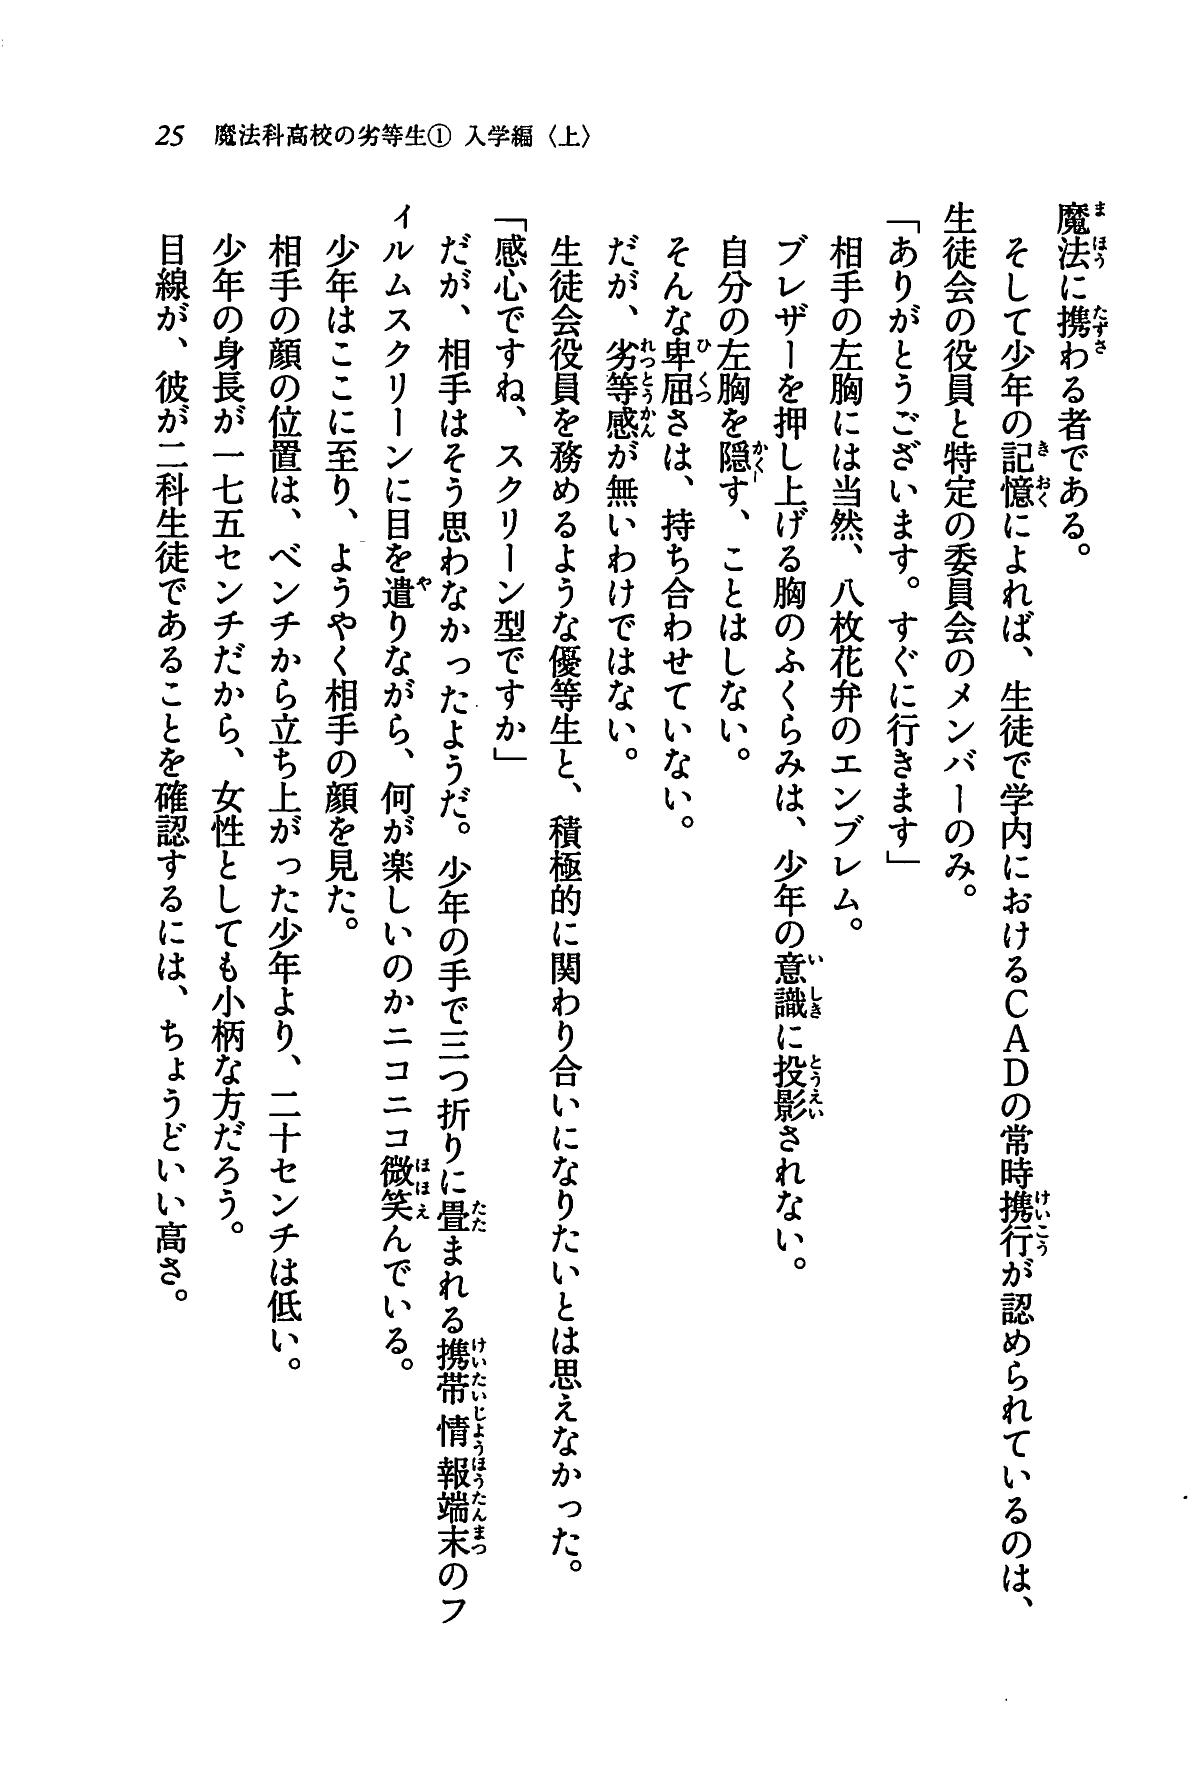 25 魔法科高校の劣等生① 入学編〈上〉
魔法に携わる者である。
そして少年の記憶によれば、生徒で学内におけるＣＡＤの常時携行が認められているのは、
生徒会の役員と特定の委員会のメンバーのみ。
「ありがとうございます。すぐに行きます」
相手の左胸には当然、八枚花弁のエンブレム。
ブレザーを押し上げる胸のふくらみは、少年の意識に投影されない。
自分の左胸を隠す、ことはしない。
そんな卑屈さは、持ち合わせていない。
だが、劣等感が無いわけではない。
生徒会役員を務めるような優等生と、積極的に関わり合いになりたいとは思えなかった。
「感心ですね、スクリーン型ですか」
だが、相手はそう思わなかったようだ。少年の手で三つ折りに畳まれる携帯情報端末のフ
ィルムスクリーンに目を遣りながら、何が楽しいのかニコニコ微笑んでいる。
少年はここに至り、ようやく相手の顔を見た。
相手の顔の位置は、ベンチから立ち上がった少年より、二十センチは低い。
少年の身長が一七五センチだから、女性としても小柄な方だろう。
目線が、彼が二科生徒であることを確認するには、ちょうどいい高さ。